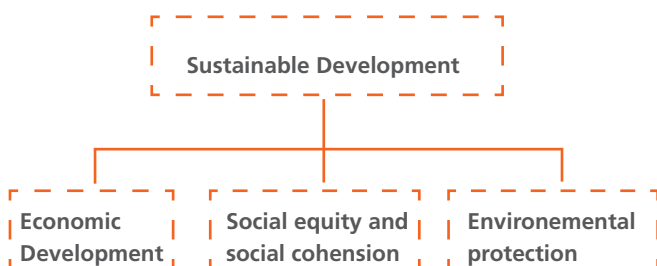 Sustainable Development
Economic
Development
Social equity and
social cohension
Environemental
protection